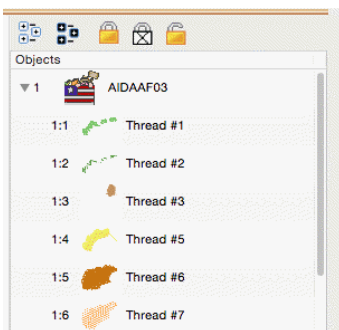 Objects
1 AIDAAF03
1:1 Thread #1
1:2 Thread #2
1:3 Thread #3
1:4 Thread #5
1:5 Thread #6
1:6 Thread #7